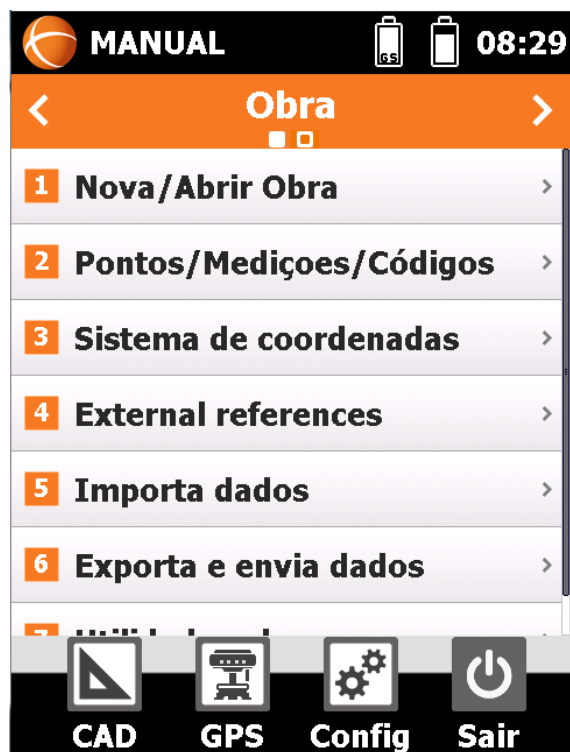 MANUAL
GS
08:29
Obra
1 Nova/Abrir Obra
2 Pontos/Mediçoes/Códigos
3 Sistema de coordenadas
4 External references
5 Importa dados
6 Exporta e envia dados
7
CAD GPS Config Sair